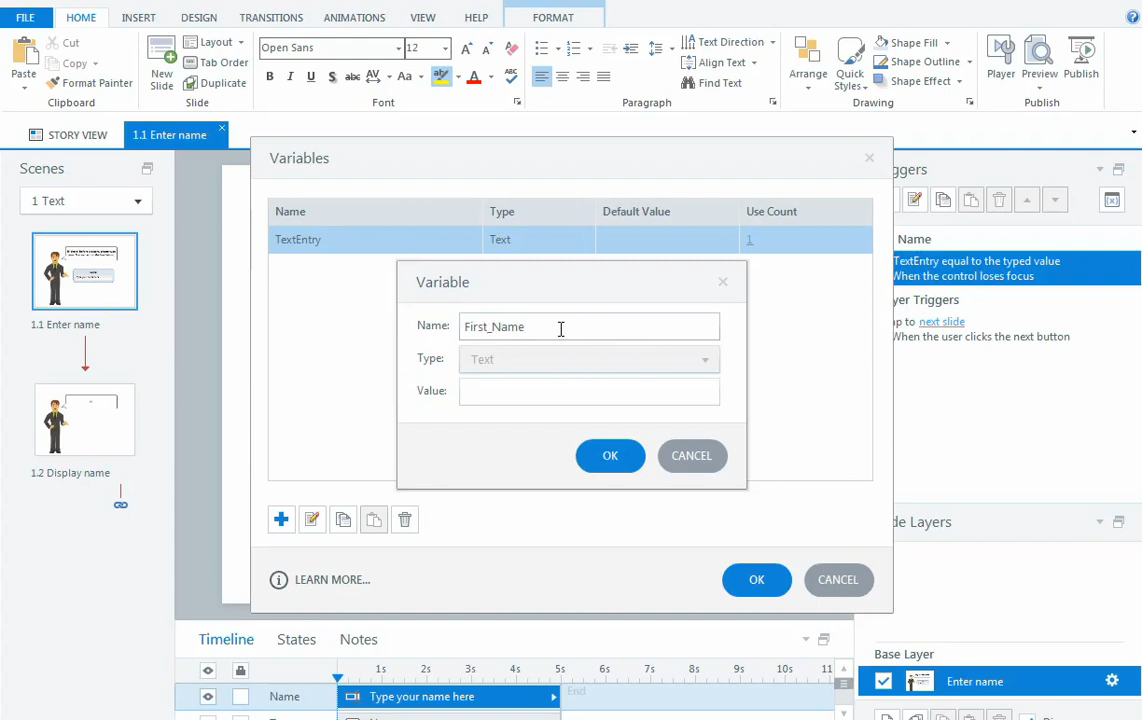 FILE HOME INSERT DESIGN TRANSITIONS ANIMATIONS VIEW HELP FORMAT
Paste
Cut
Copy
Format Painter
Clipboard
New
Slide
Layout
Tab Order
Duplicate
Slide
Open Sans 12
B I U S abc AV Aa A ABC
Font
Paragraph
Text Direction
Align Text
Find Text
Arrange
Quick
Styles
Shape Fill
Shape Outline
Shape Effect
Drawing
Player
Preview
Publish
Publish
STORY VIEW
1.1 Enter name
Scenes
1 Text
1.1 Enter name
1.2 Display name
Variables
Name Type Default Value Use Count
TextEntry Text 1
Variable
Name: First_Name
Type: Text
Value:
OK CANCEL
LEARN MORE...
OK CANCEL
ggers
Name
TextEntry equal to the typed value
When the control loses focus
yer Triggers
p to next slide
When the user clicks the next button
de Layers
Base Layer
Enter name
Timeline States Notes
1s 2s 3s 4s 5s 6s 7s 8s 9s 10s 11
Name Type your name here End